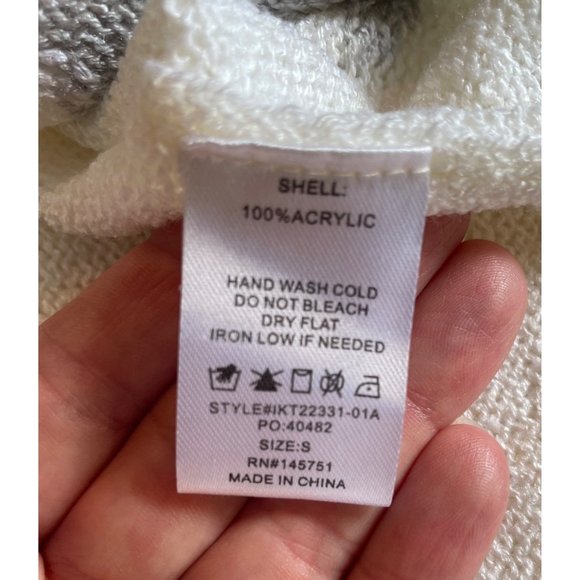 SHELL:
100%ACRYLIC
HAND WASH COLD
DO NOT BLEACH
DRY FLAT
IRON LOW IF NEEDED
STYLE#IKT22331-01A
PO:40482
SIZE:S
RN#145751
MADE IN CHINA